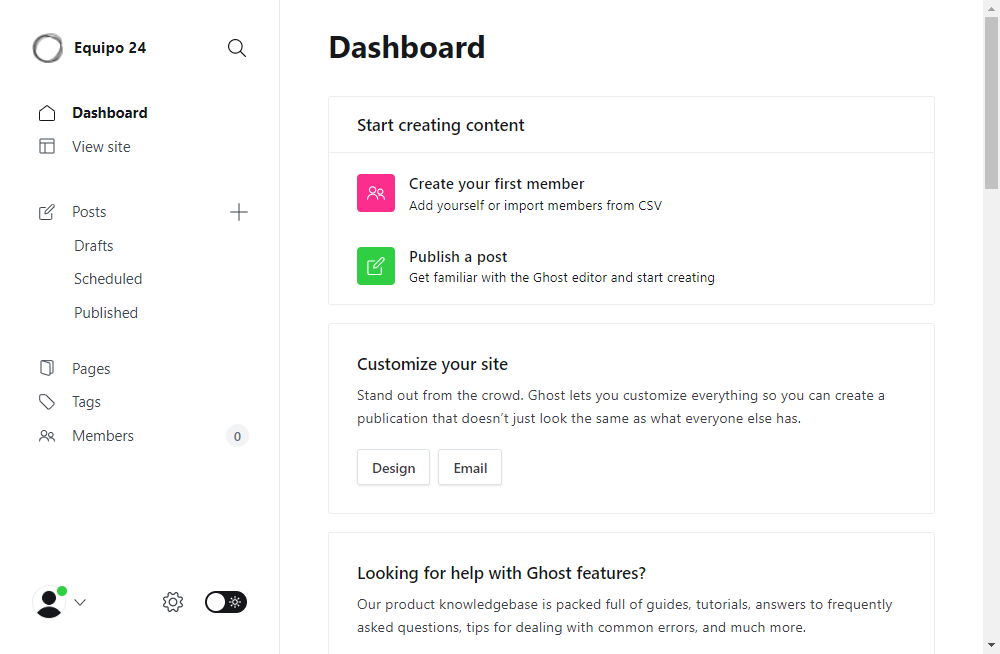 Equipo 24
Dashboard
View site
Posts
Drafts
Scheduled
Published
Pages
Tags
Members
0
Dashboard
Start creating content
Create your first member
Add yourself or import members from CSV
Publish a post
Get familiar with the Ghost editor and start creating
Customize your site
Stand out from the crowd. Ghost lets you customize everything so you can create a
publication that doesn’t just look the same as what everyone else has.
Design
Email
Looking for help with Ghost features?
Our product knowledgebase is packed full of guides, tutorials, answers to frequently
asked questions, tips for dealing with common errors, and much more.